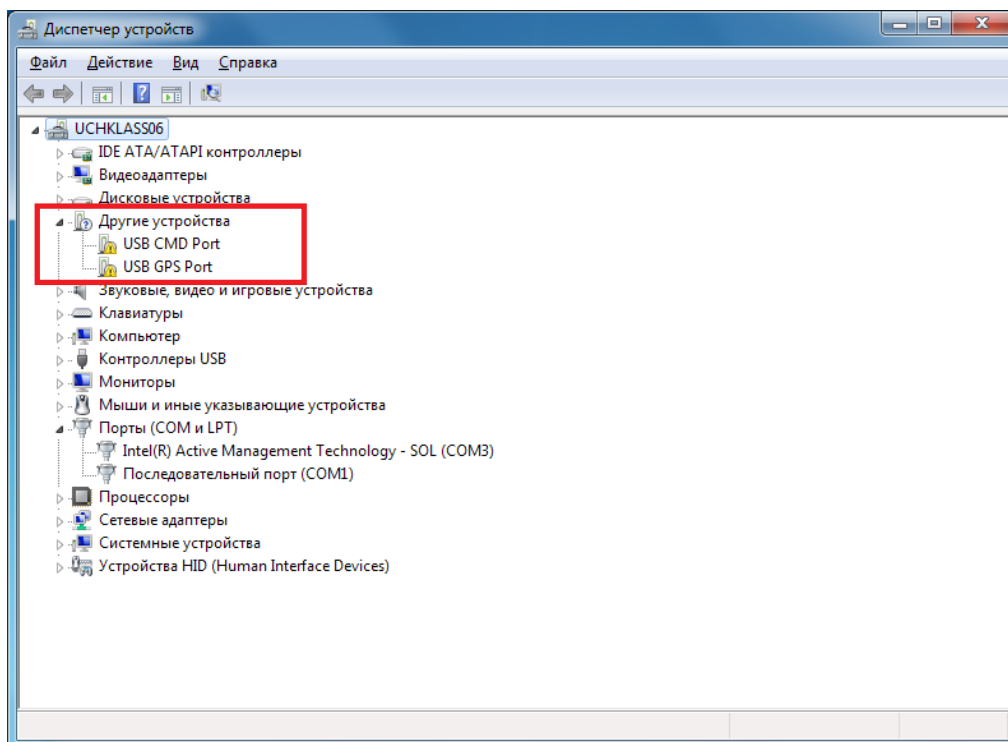 Диспетчер устройств
Файл Действие Вид Справка
UCHKLASS06
IDE ATA/ATAPI контроллеры
Видеоадаптеры
Дисковые устройства
Другие устройства
USB CMD Port
USB GPS Port
Звуковые, видео и игровые устройства
Клавиатуры
Компьютер
Контроллеры USB
Мониторы
Мыши и иные указывающие устройства
Порты (COM и LPT)
Intel(R) Active Management Technology - SOL (COM3)
Последовательный порт (COM1)
Процессоры
Сетевые адаптеры
Системные устройства
Устройства HID (Human Interface Devices)